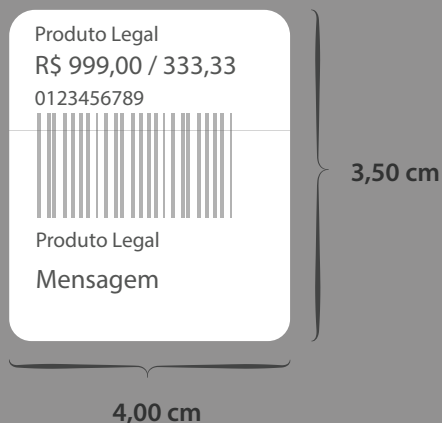 Produto Legal
R$ 999,00 / 333,33
0123456789
Produto Legal
Mensagem
3,50 cm
4,00 cm